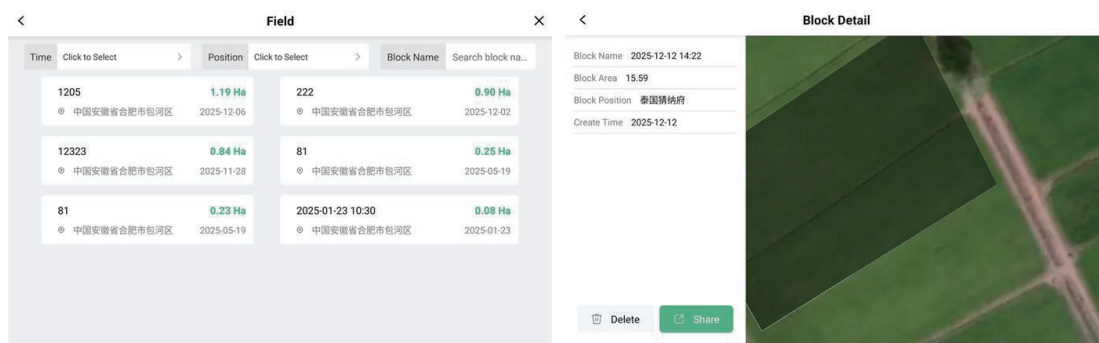 Field
Time Click to Select Position Click to Select Block Name Search block na...
1205 1.19 Ha
中国安徽省合肥市包河区 2025-12-06
222 0.90 Ha
中国安徽省合肥市包河区 2025-12-02
12323 0.84 Ha
中国安徽省合肥市包河区 2025-11-28
81 0.25 Ha
中国安徽省合肥市包河区 2025-05-19
81 0.23 Ha
中国安徽省合肥市包河区 2025-05-19
2025-01-23 10:30 0.08 Ha
中国安徽省合肥市包河区 2025-01-23
Block Detail
Block Name 2025-12-12 14:22
Block Area 15.59
Block Position 泰国猜纳府
Create Time 2025-12-12
Delete Share